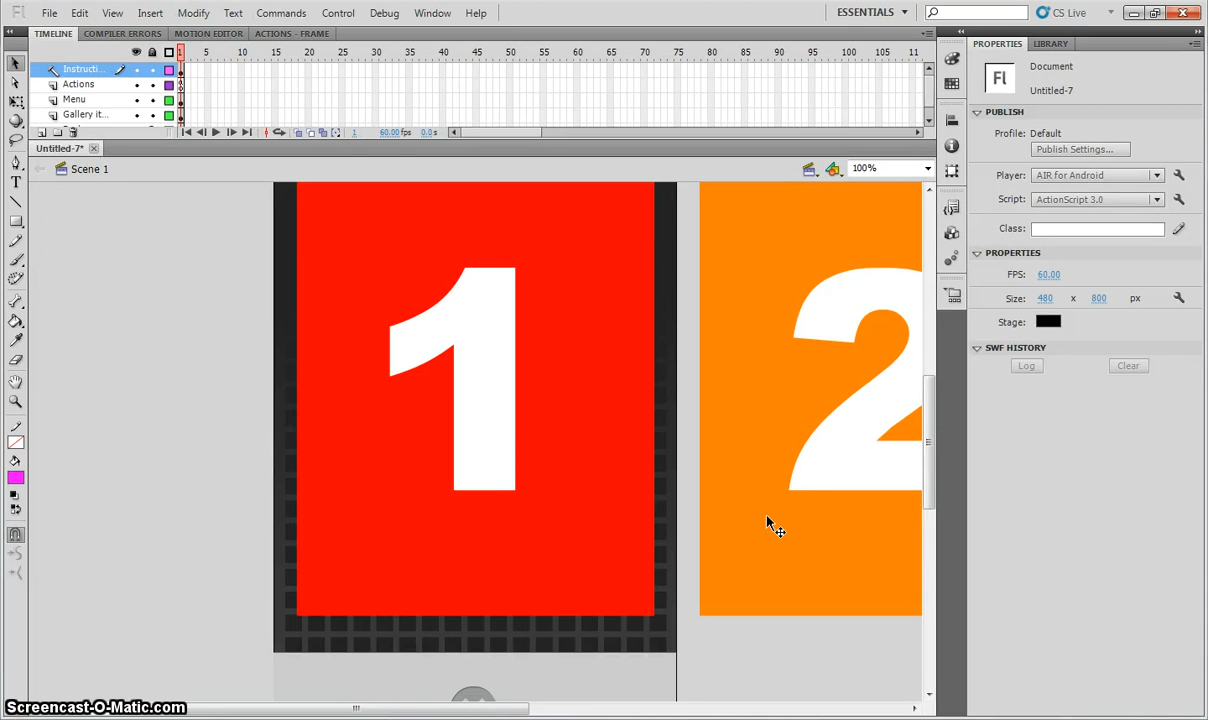 Fl File Edit View Insert Modify Text Commands Control Debug Window Help ESSENTIALS CS Live
TIMELINE COMPILER ERRORS MOTION EDITOR ACTIONS - FRAME
1 5 10 15 20 25 30 35 40 45 50 55 60 65 70 75 80 85 90 95 100 105 11
Instructi...
Actions
Menu
Gallery it...
1 60.00 fps 0.0 s
Untitled-7*
Scene 1 100%
1 2
PROPERTIES LIBRARY
Fl Document
Untitled-7
PUBLISH
Profile: Default
Publish Settings...
Player: AIR for Android
Script: ActionScript 3.0
Class:
PROPERTIES
FPS: 60.00
Size: 480 x 800 px
Stage:
SWF HISTORY
Log Clear
Screencast-O-Matic.com